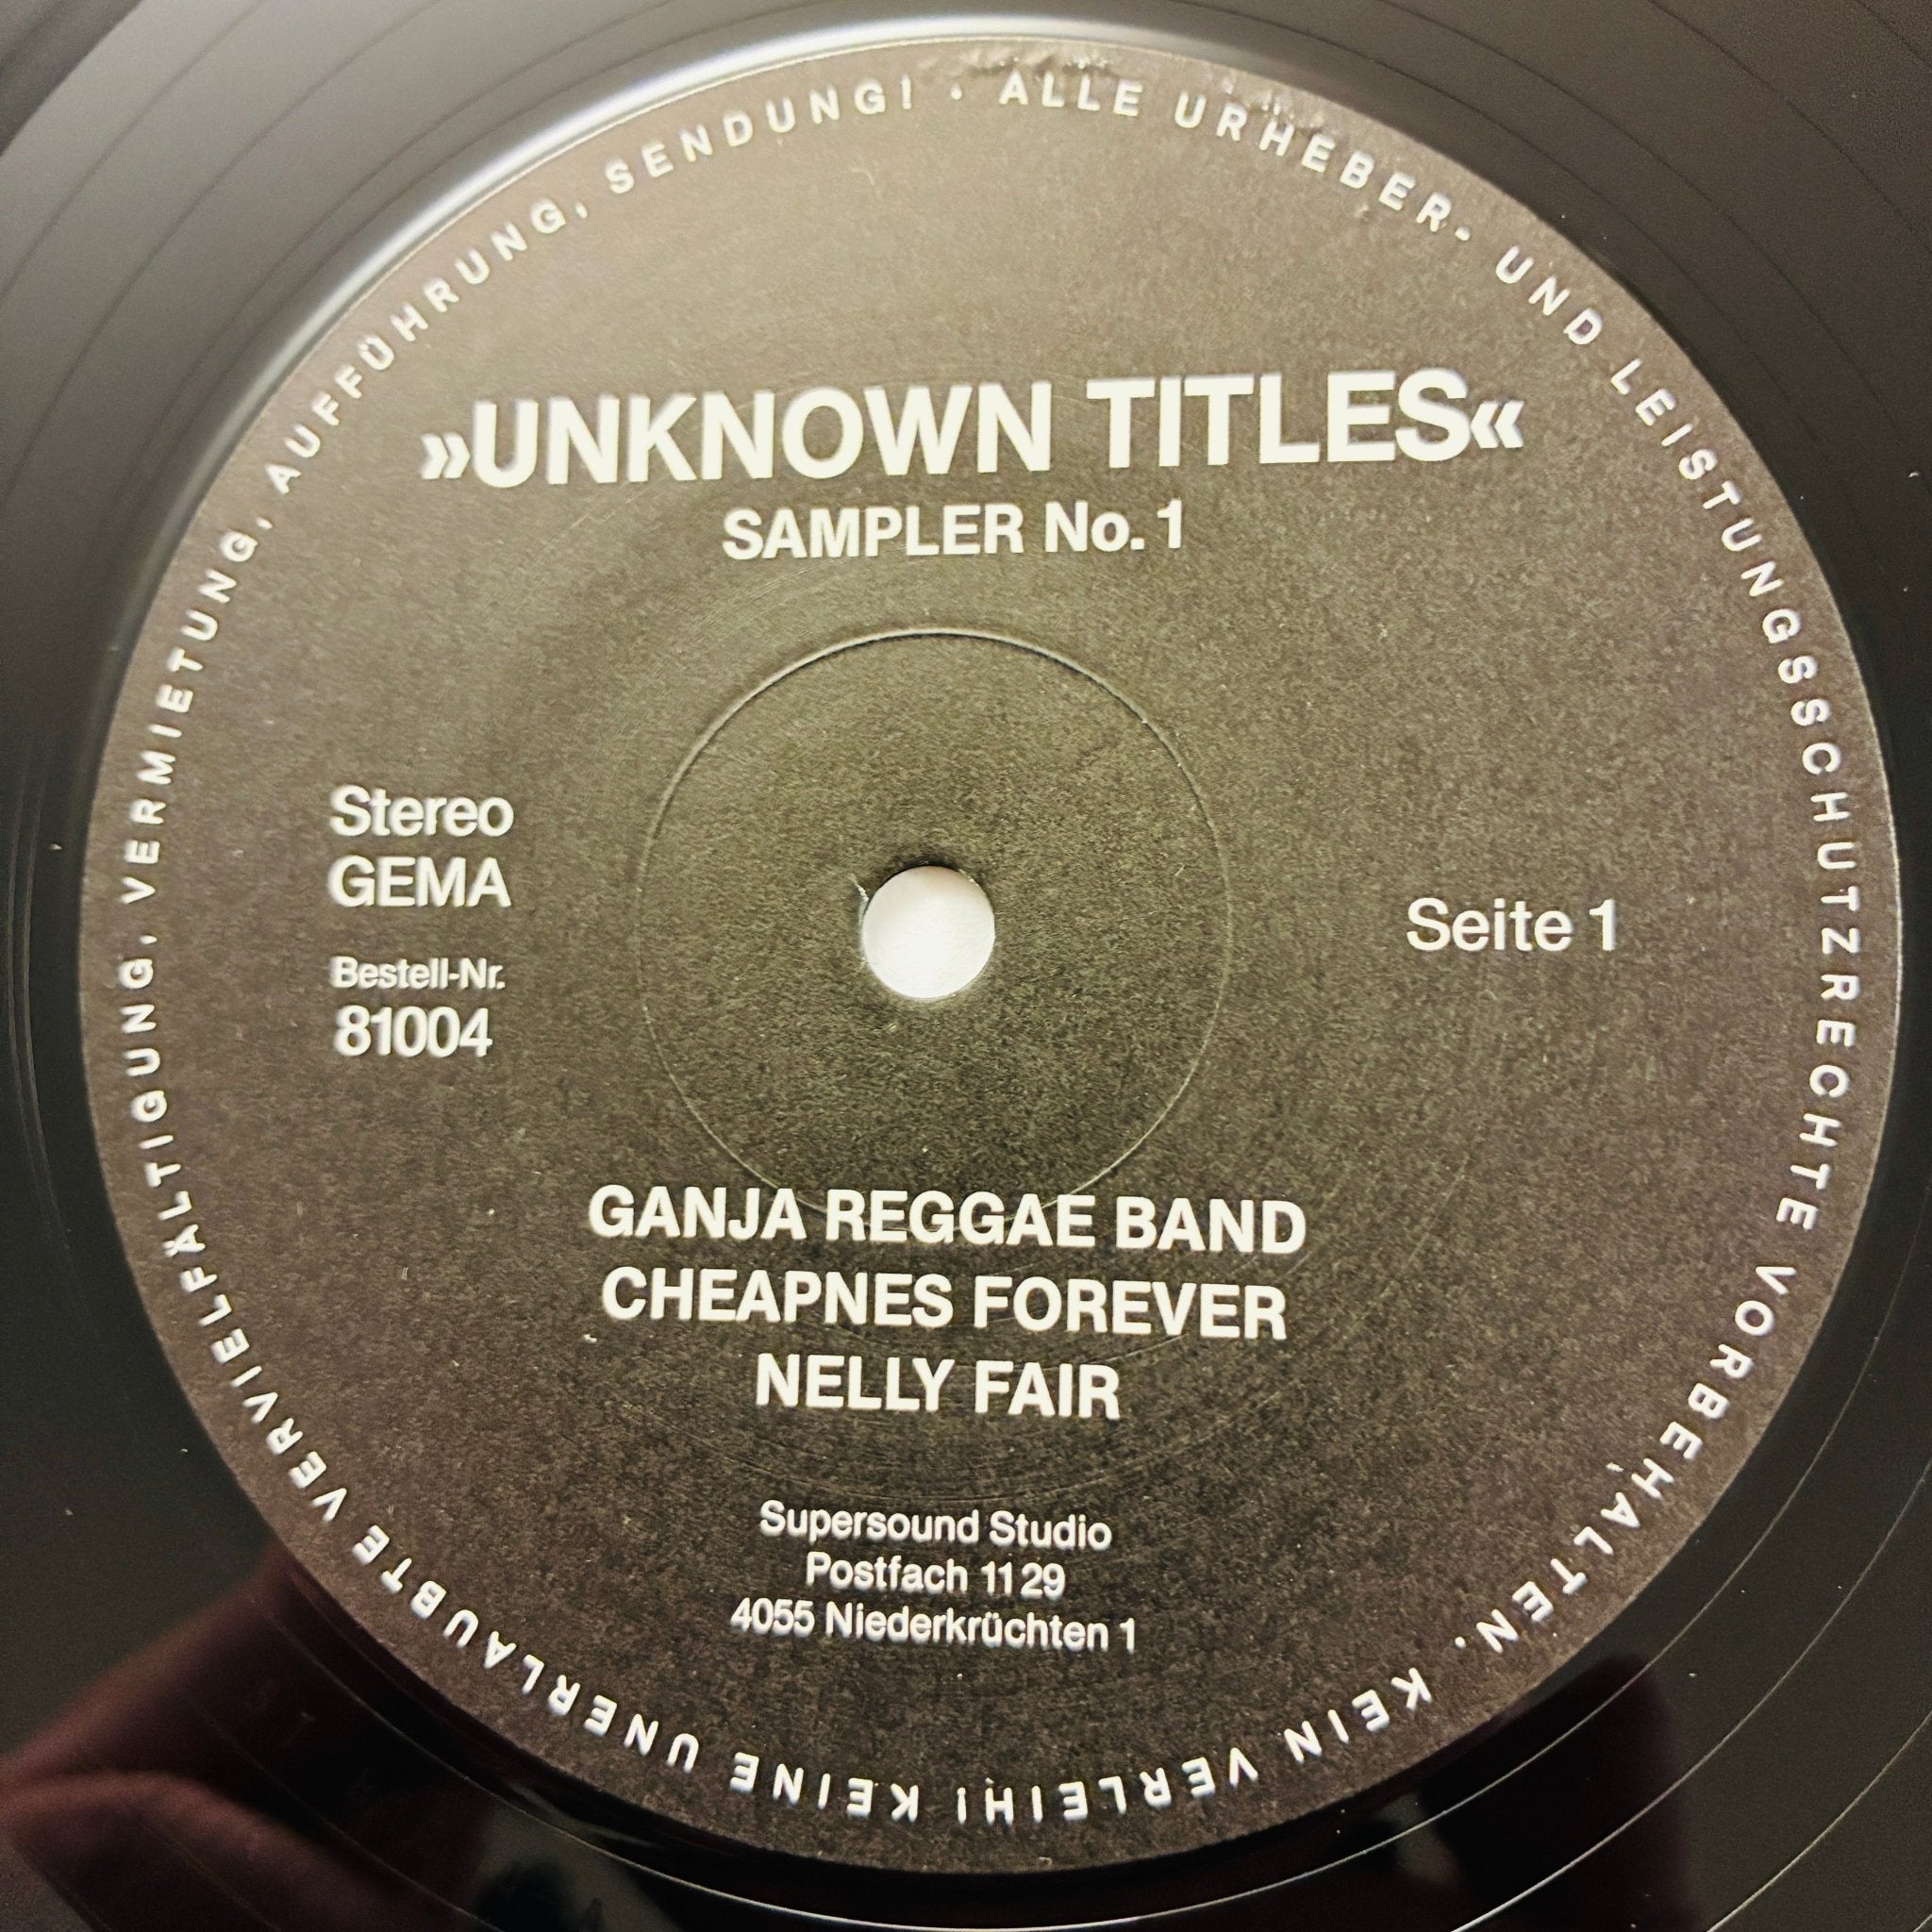 ALLE URHEBER- UND LEISTUNGSSCHUTZRECHTE VORBEHALTEN. KEIN VERLEIH! KEINE UNERLAUBTE VERVIELFÄLTIGUNG, VERMIETUNG, AUFFÜHRUNG, SENDUNG! ·
»UNKNOWN TITLES«
SAMPLER No. 1
Stereo
GEMA
Bestell-Nr.
81004
Seite 1
GANJA REGGAE BAND
CHEAPNES FOREVER
NELLY FAIR
Supersound Studio
Postfach 11 29
4055 Niederkrüchten 1